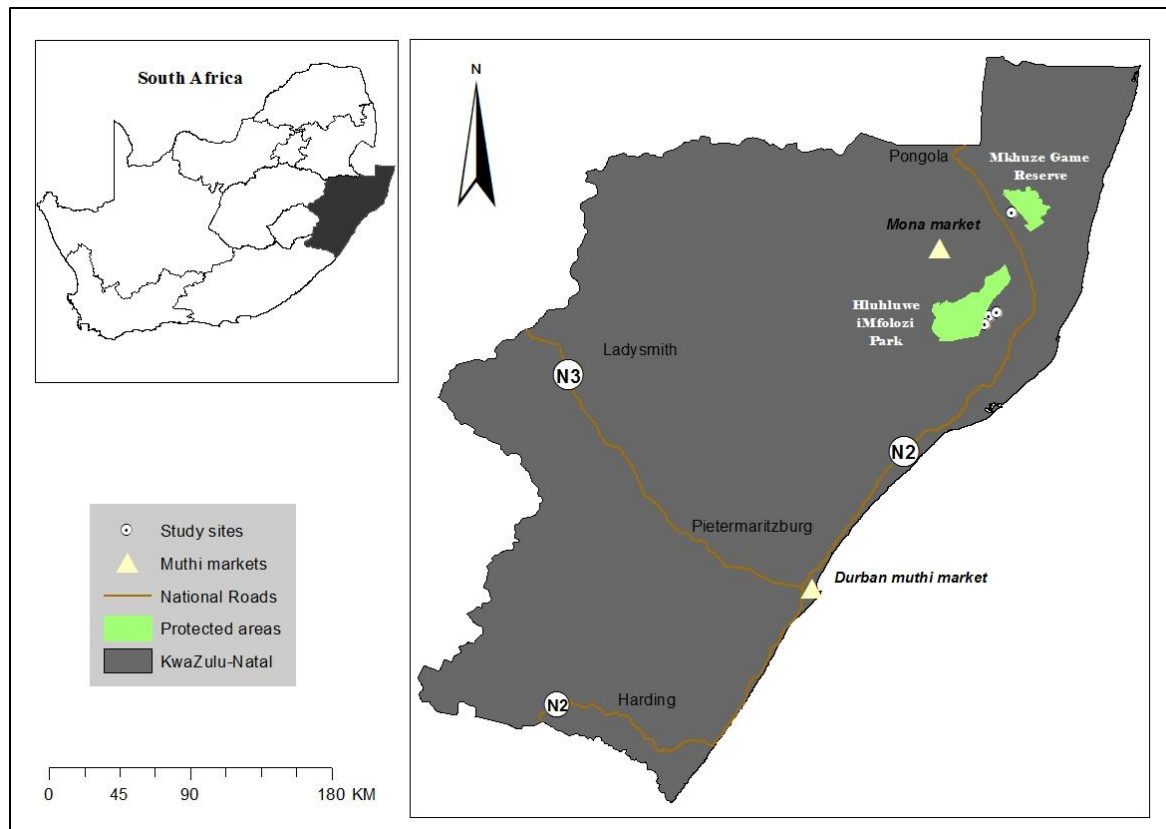 South Africa
N
Pongola
Mkhuze Game
Reserve
Mona market
Hluhluwe
iMfolozi
Park
Ladysmith
N3
N2
Pietermaritzburg
Durban muthi market
N2
Harding
Study sites
Muthi markets
National Roads
Protected areas
KwaZulu-Natal
0 45 90 180 KM